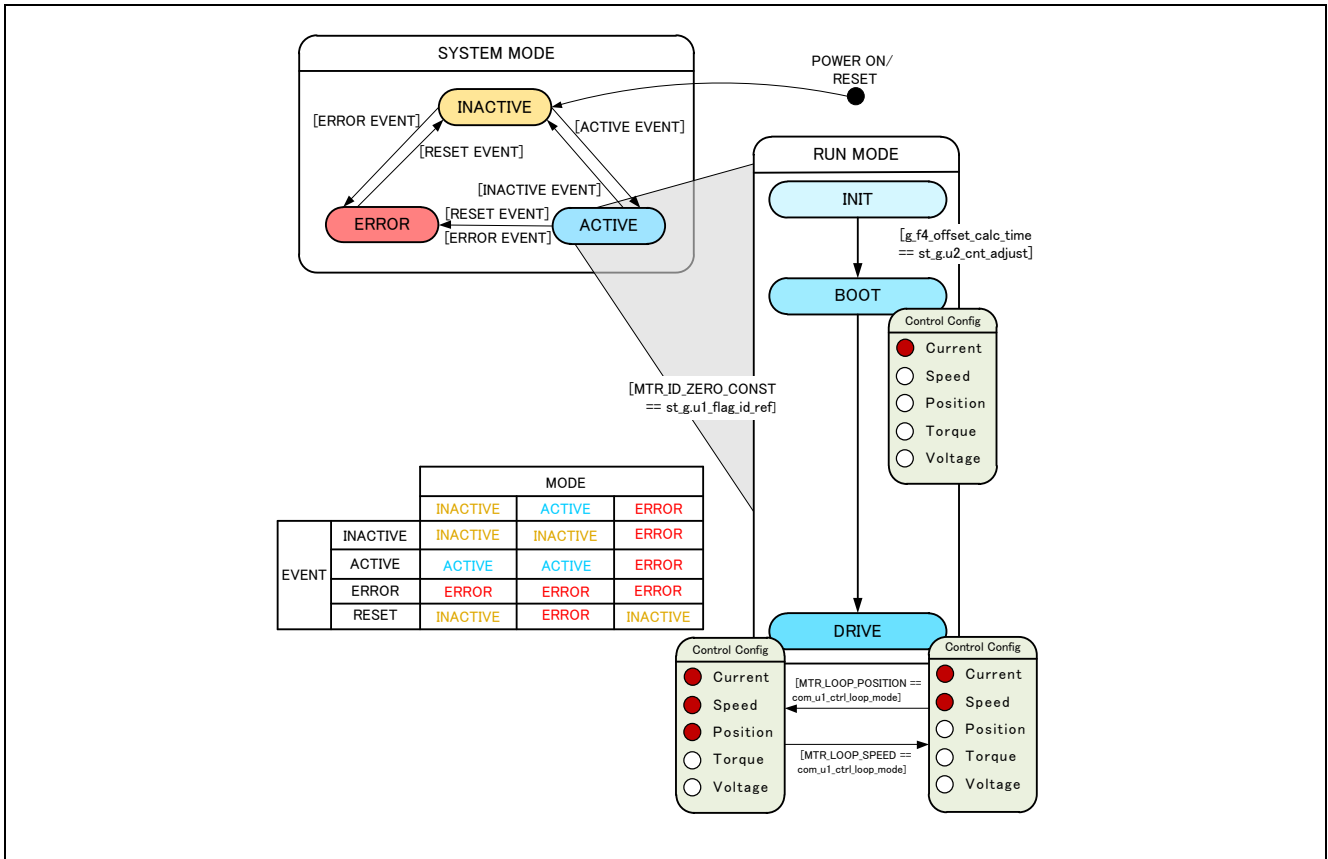 SYSTEM MODE
POWER ON/
RESET
INACTIVE
[ERROR EVENT]
[ACTIVE EVENT]
[RESET EVENT]
[INACTIVE EVENT]
ERROR
[RESET EVENT]
[ERROR EVENT]
ACTIVE
RUN MODE
INIT
[g_f4_offset_calc_time
== st_g.u2_cnt_adjust]
BOOT
Control Config
Current
Speed
Position
Torque
Voltage
[MTR_ID_ZERO_CONST
== st_g.u1_flag_id_ref]
MODE
INACTIVE ACTIVE ERROR
EVENT
INACTIVE INACTIVE INACTIVE ERROR
ACTIVE ACTIVE ACTIVE ERROR
ERROR ERROR ERROR ERROR
RESET INACTIVE ERROR INACTIVE
DRIVE
Control Config
Current
Speed
Position
Torque
Voltage
[MTR_LOOP_POSITION ==
com_u1_ctrl_loop_mode]
[MTR_LOOP_SPEED ==
com_u1_ctrl_loop_mode]
Control Config
Current
Speed
Position
Torque
Voltage